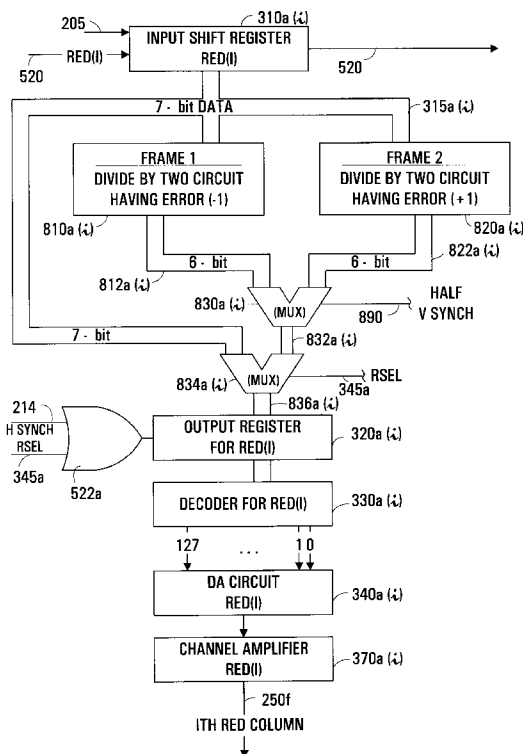 205
310a (i)
INPUT SHIFT REGISTER
RED(I)
RED(I)
520
520
7 - bit DATA
315a (i)
FRAME 1
DIVIDE BY TWO CIRCUIT
HAVING ERROR (-1)
FRAME 2
DIVIDE BY TWO CIRCUIT
HAVING ERROR (+1)
810a (i)
820a (i)
822a (i)
6 - bit
6 - bit
812a (i)
830a (i)
(MUX)
HALF
V SYNCH
890
832a (i)
7 - bit
834a (i)
(MUX)
RSEL
345a
836a (i)
214
H SYNCH
RSEL
345a
522a
OUTPUT REGISTER
FOR RED(I)
320a (i)
DECODER FOR RED(I)
330a (i)
127 ... 1 0
DA CIRCUIT
RED(I)
340a (i)
CHANNEL AMPLIFIER
RED(I)
370a (i)
250f
ITH RED COLUMN